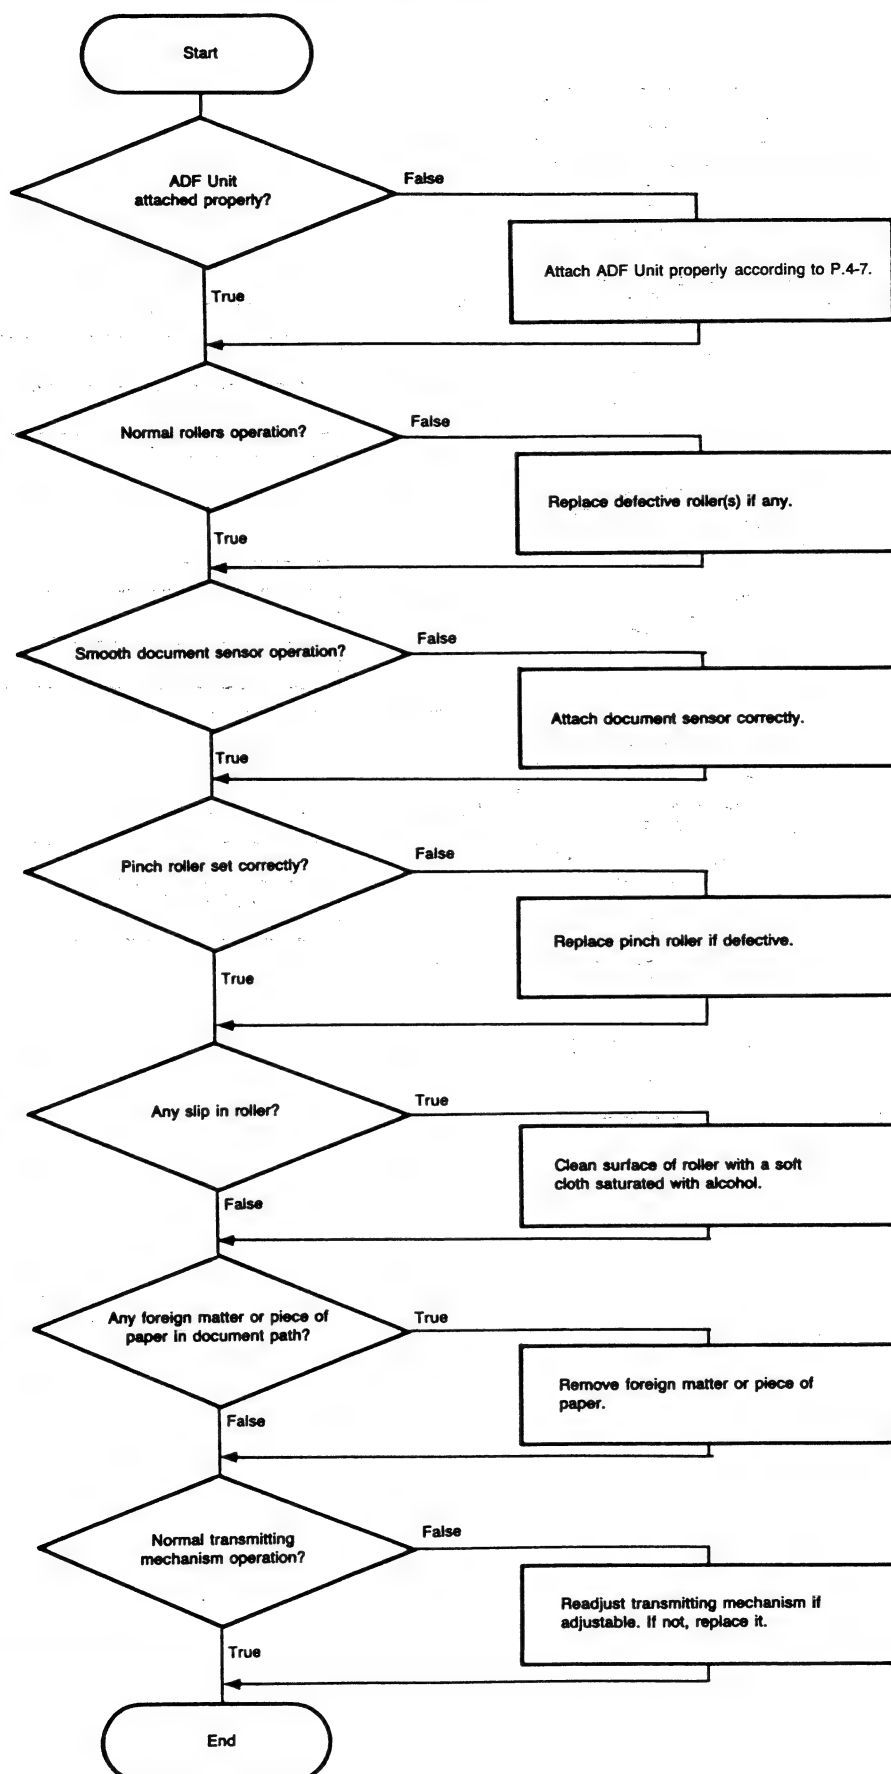 Start
ADF Unit
attached properly?
False
Attach ADF Unit properly according to P.4-7.
True
Normal rollers operation?
False
Replace defective roller(s) if any.
True
Smooth document sensor operation?
False
Attach document sensor correctly.
True
Pinch roller set correctly?
False
Replace pinch roller if defective.
True
Any slip in roller?
True
Clean surface of roller with a soft
cloth saturated with alcohol.
False
Any foreign matter or piece of
paper in document path?
True
Remove foreign matter or piece of
paper.
False
Normal transmitting
mechanism operation?
False
Readjust transmitting mechanism if
adjustable. If not, replace it.
True
End